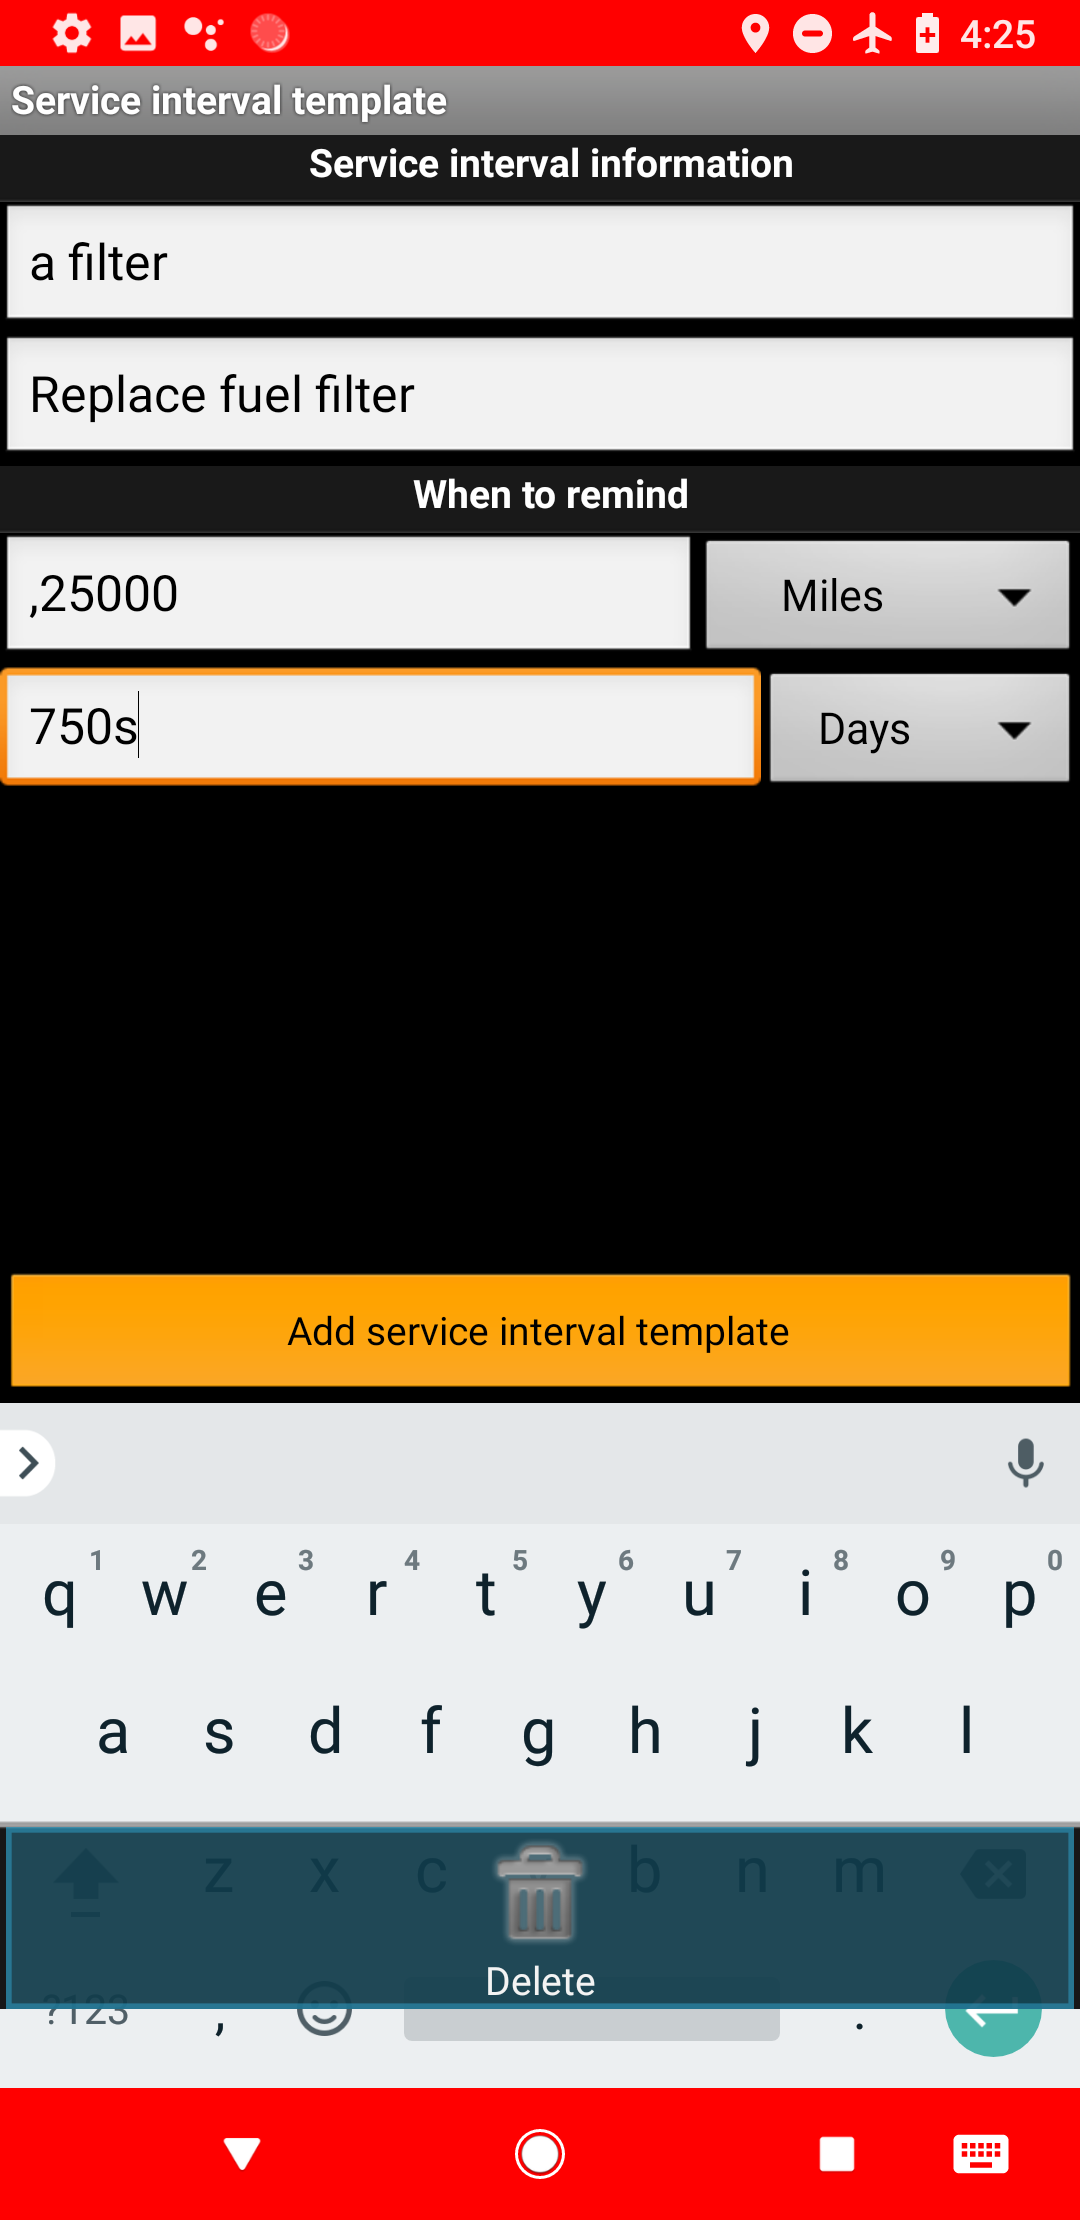 4:25
Service interval template
Service interval information
a filter
Replace fuel filter
When to remind
,25000 Miles
750s Days
Add service interval template
1 2 3 4 5 6 7 8 9 0
q w e r t y u i o p
a s d f g h j k l
z x c b n m
Delete
?123 , .